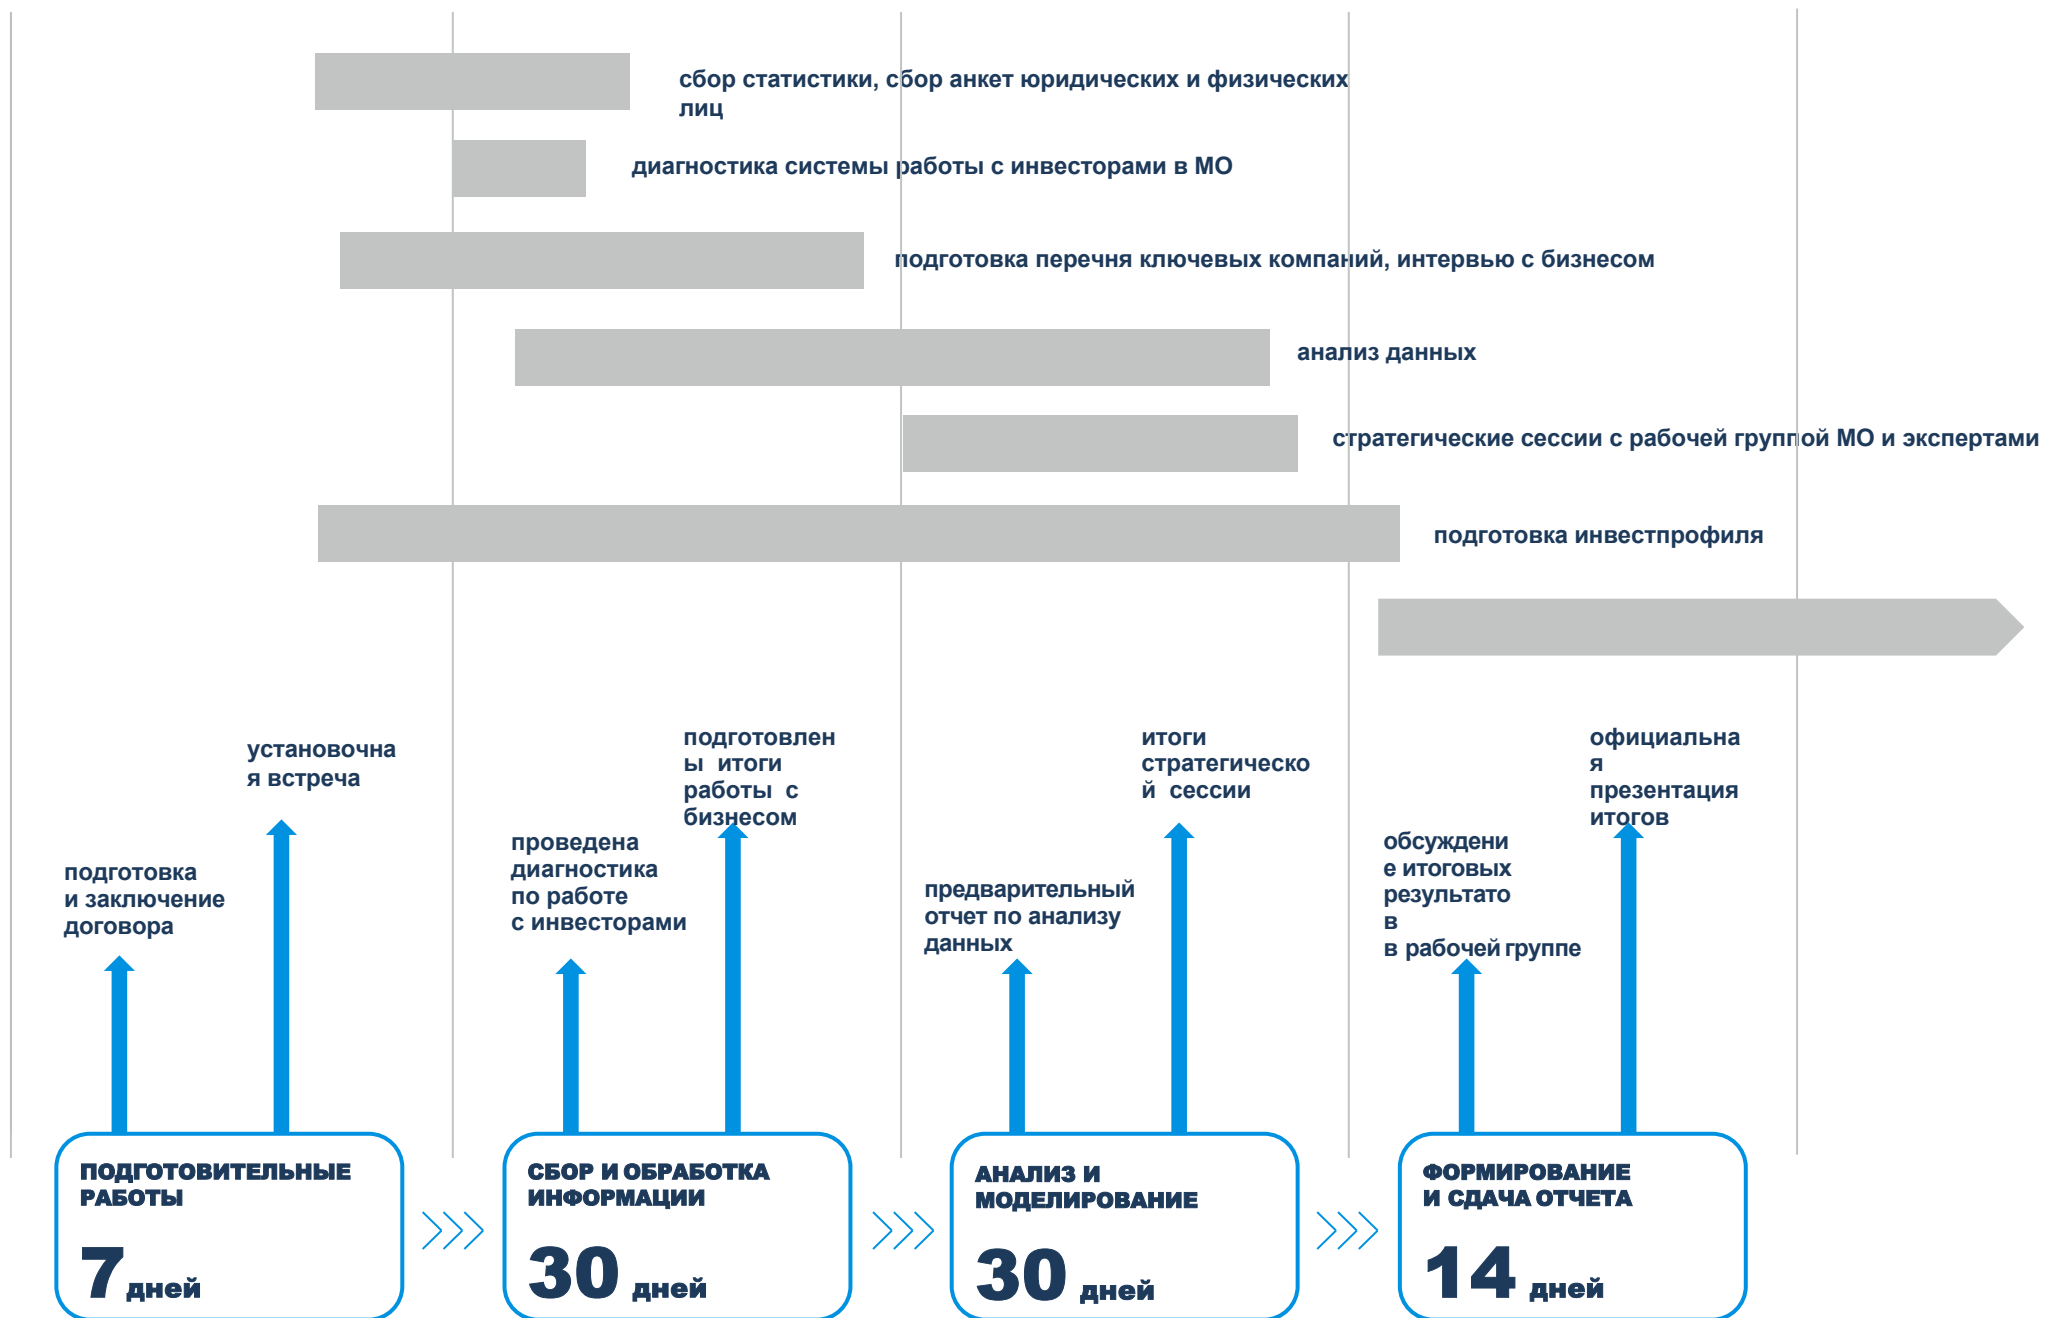 сбор статистики, сбор анкет юридических и физических
лиц
диагностика системы работы с инвесторами в МО
подготовка перечня ключевых компаний, интервью с бизнесом
анализ данных
стратегические сессии с рабочей группой МО и экспертами
подготовка инвестпрофиля
подготовка
и заключение
договора
установочна
я встреча
проведена
диагностика
по работе
с инвесторами
подготовлен
ы итоги
работы с
бизнесом
предварительный
отчет по анализу
данных
итоги
стратегическо
й сессии
обсуждени
е итоговых
результато
в
в рабочей группе
официальна
я
презентация
итогов
ПОДГОТОВИТЕЛЬНЫЕ
РАБОТЫ
7 дней
СБОР И ОБРАБОТКА
ИНФОРМАЦИИ
30 дней
АНАЛИЗ И
МОДЕЛИРОВАНИЕ
30 дней
ФОРМИРОВАНИЕ
И СДАЧА ОТЧЕТА
14 дней